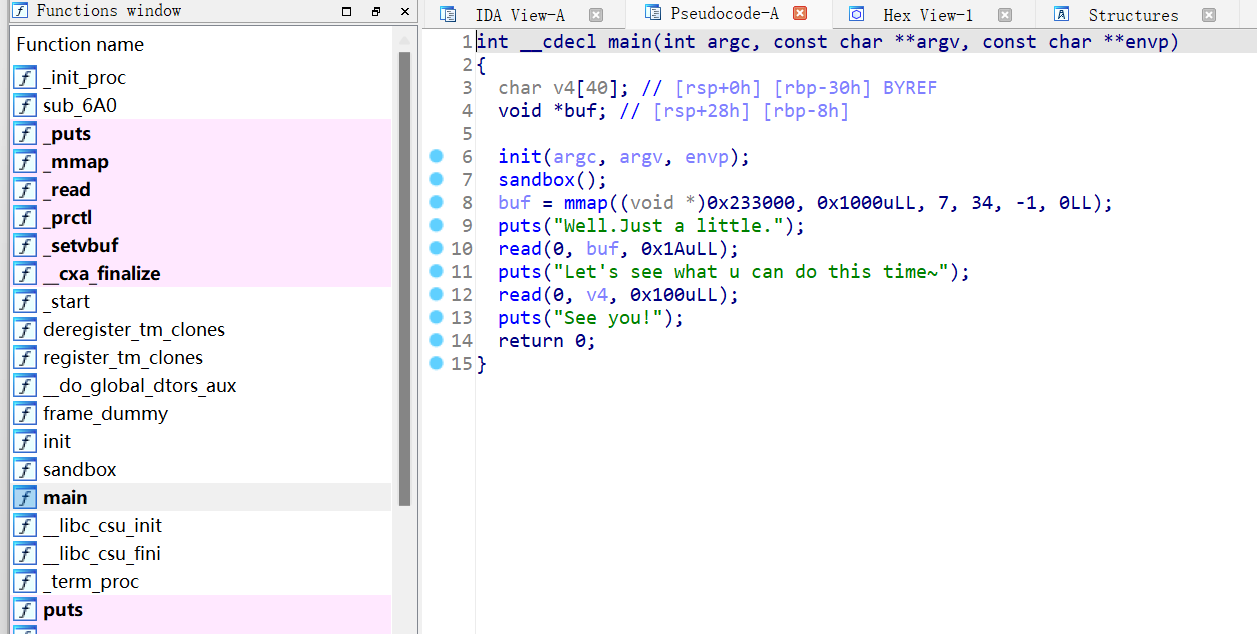 Functions window
Function name
_init_proc
sub_6A0
_puts
_mmap
_read
_prctl
_setvbuf
__cxa_finalize
_start
deregister_tm_clones
register_tm_clones
__do_global_dtors_aux
frame_dummy
init
sandbox
main
__libc_csu_init
__libc_csu_fini
_term_proc
puts
IDA View-A
Pseudocode-A
Hex View-1
Structures
1 int __cdecl main(int argc, const char **argv, const char **envp)
2 {
3 char v4[40]; // [rsp+0h] [rbp-30h] BYREF
4 void *buf; // [rsp+28h] [rbp-8h]
5
6 init(argc, argv, envp);
7 sandbox();
8 buf = mmap((void *)0x233000, 0x1000uLL, 7, 34, -1, 0LL);
9 puts("Well.Just a little.");
10 read(0, buf, 0x1AuLL);
11 puts("Let's see what u can do this time~");
12 read(0, v4, 0x100uLL);
13 puts("See you!");
14 return 0;
15 }